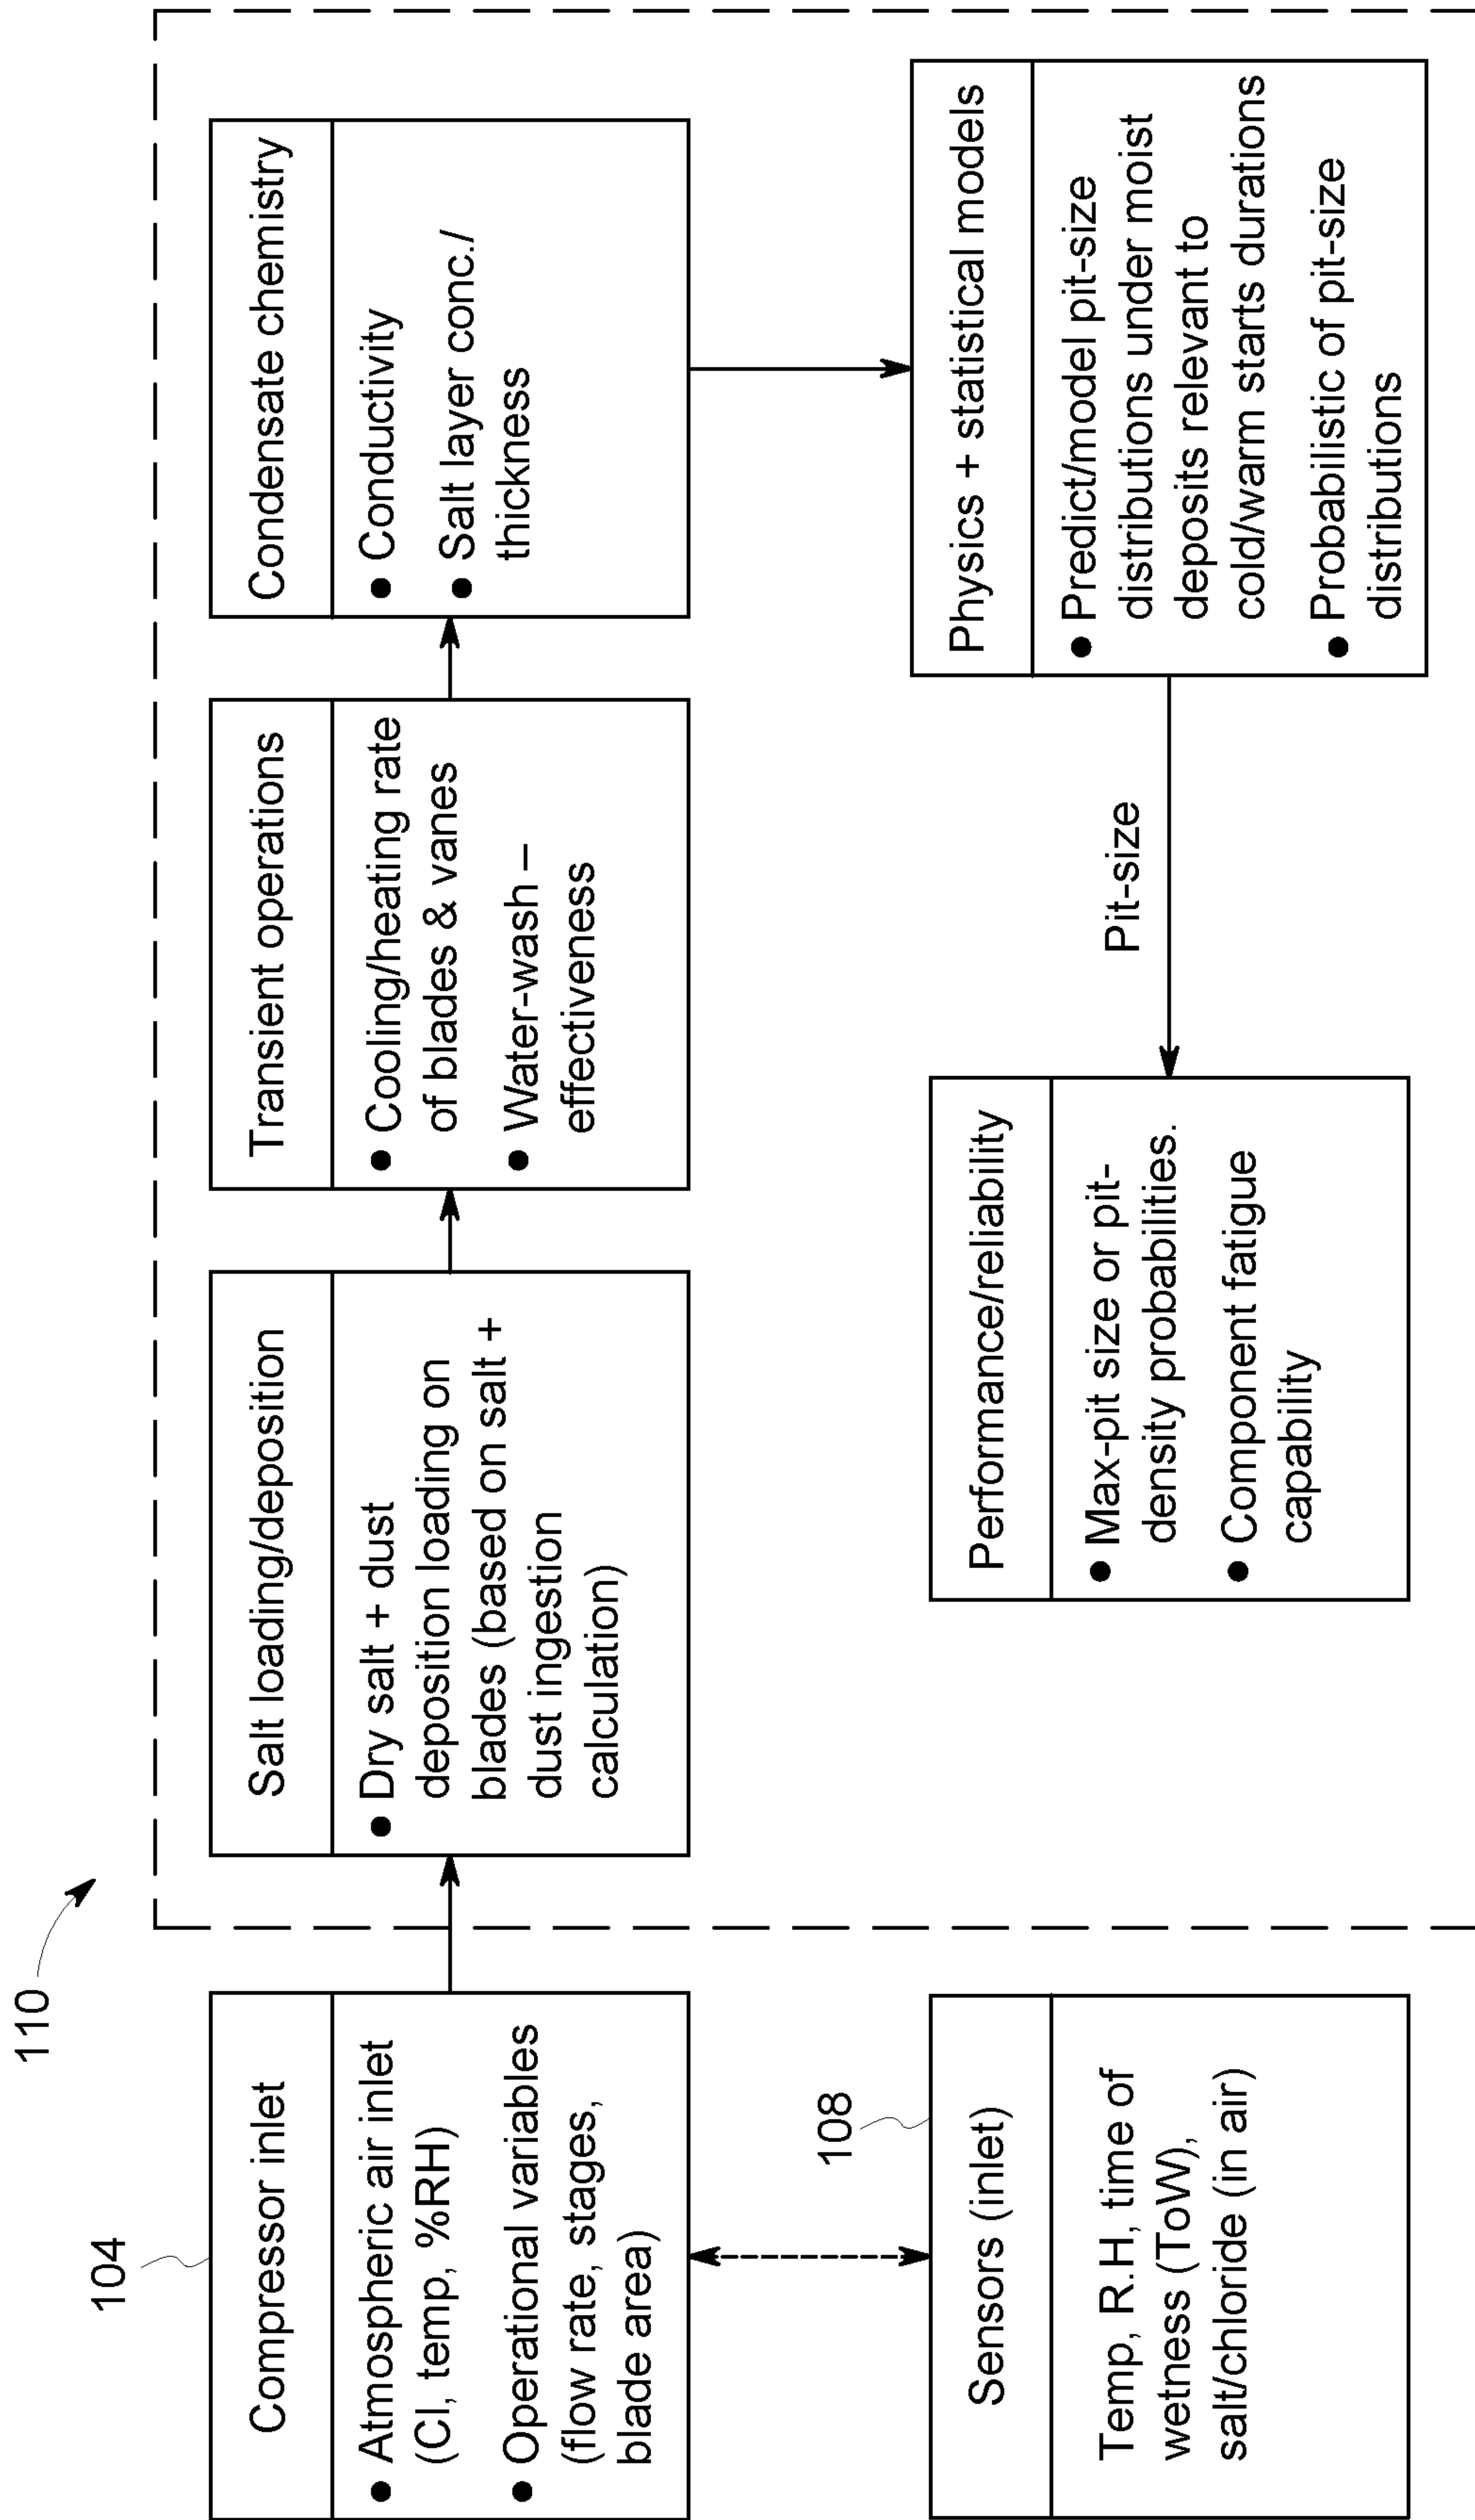 110
104
Compressor inlet
● Atmospheric air inlet
(Cl, temp, %RH)
● Operational variables
(flow rate, stages,
blade area)
Salt loading/deposition
● Dry salt + dust
deposition loading on
blades (based on salt +
dust ingestion
calculation)
Transient operations
● Cooling/heating rate
of blades & vanes
● Water-wash –
effectiveness
Condensate chemistry
● Conductivity
● Salt layer conc./
thickness
108
Sensors (inlet)
Temp, R.H, time of
wetness (ToW),
salt/chloride (in air)
Performance/reliability
● Max-pit size or pit-
density probabilities.
● Component fatigue
capability
Pit-size
Physics + statistical models
● Predict/model pit-size
distributions under moist
deposits relevant to
cold/warm starts durations
● Probabilistic of pit-size
distributions